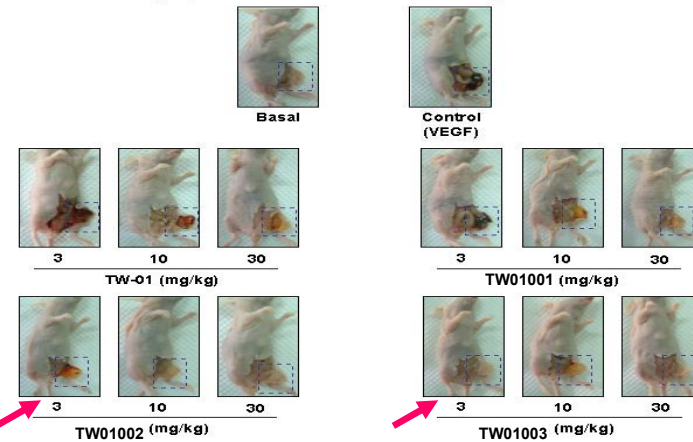 Basal
Control
(VEGF)
3 10 30
TW-01 (mg/kg)
3 10 30
TW01001 (mg/kg)
3 10 30
TW01002 (mg/kg)
3 10 30
TW01003 (mg/kg)